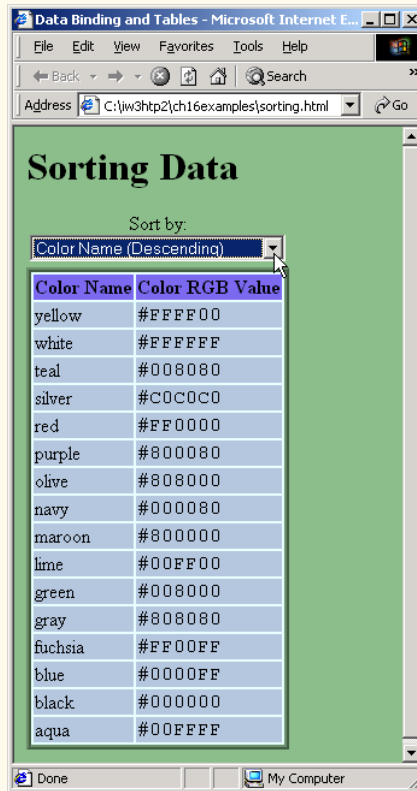 Data Binding and Tables - Microsoft Internet E...
File Edit View Favorites Tools Help
Back Search »
Address C:\iw3htp2\ch16examples\sorting.html Go
Sorting Data
Sort by:
Color Name (Descending)
Color Name Color RGB Value
yellow #FFFF00
white #FFFFFF
teal #008080
silver #C0C0C0
red #FF0000
purple #800080
olive #808000
navy #000080
maroon #800000
lime #00FF00
green #008000
gray #808080
fuchsia #FF00FF
blue #0000FF
black #000000
aqua #00FFFF
Done My Computer